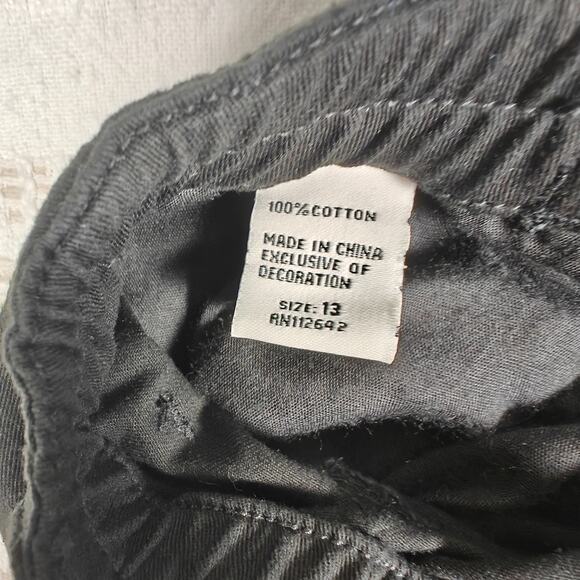 100% COTTON
MADE IN CHINA
EXCLUSIVE OF
DECORATION
SIZE: 13
RN112642